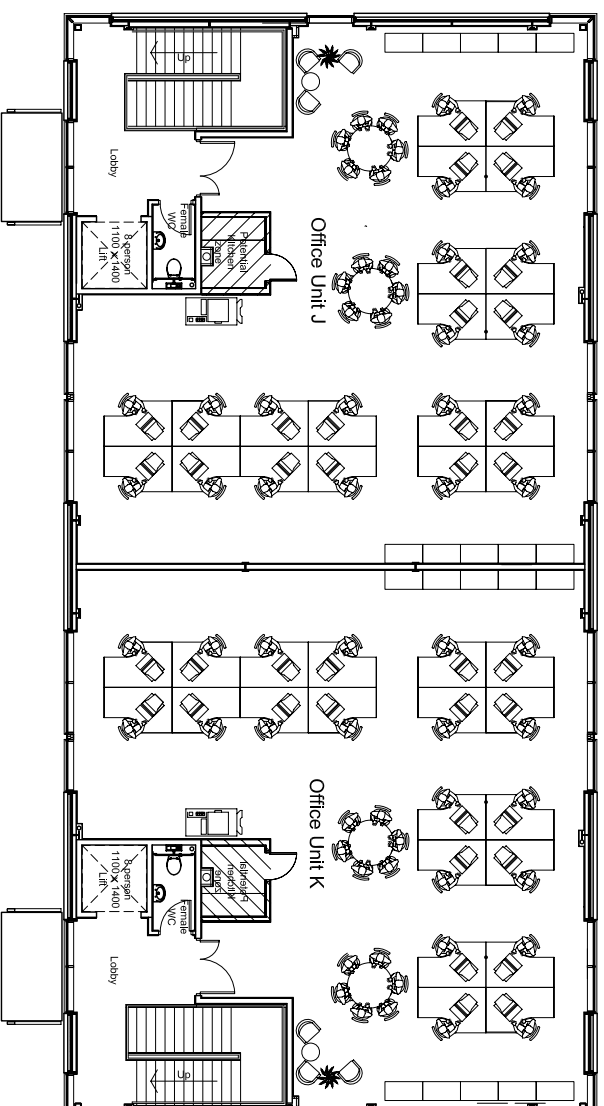 Up
Lobby
Female
WC
8 person
1100 x 1400
Lift
Potential
kitchen
zone
Office Unit J
Office Unit K
8 person
1100 x 1400
Lift
Female
WC
Potential
kitchen
zone
Lobby
Up